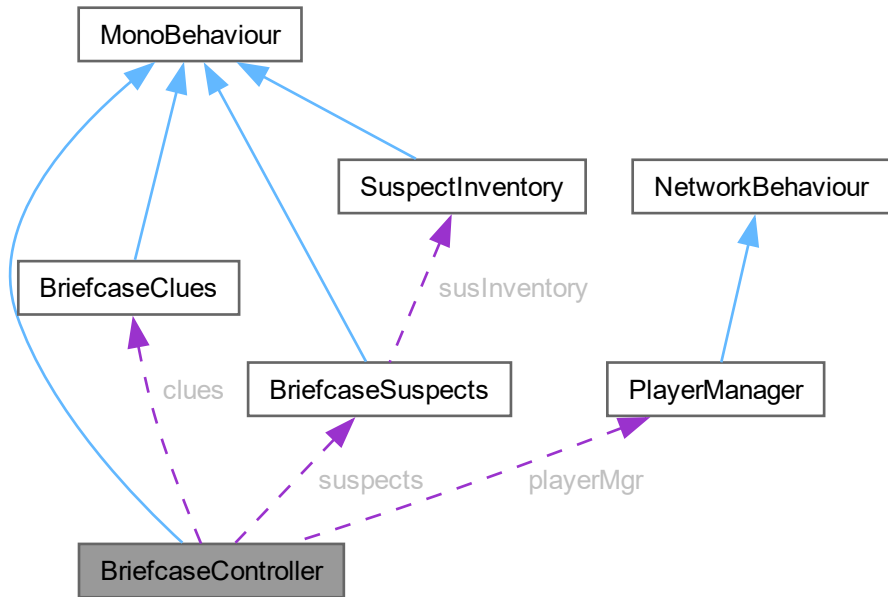 MonoBehaviour
SuspectInventory
NetworkBehaviour
BriefcaseClues
susInventory
BriefcaseSuspects
PlayerManager
clues
suspects
playerMgr
BriefcaseController